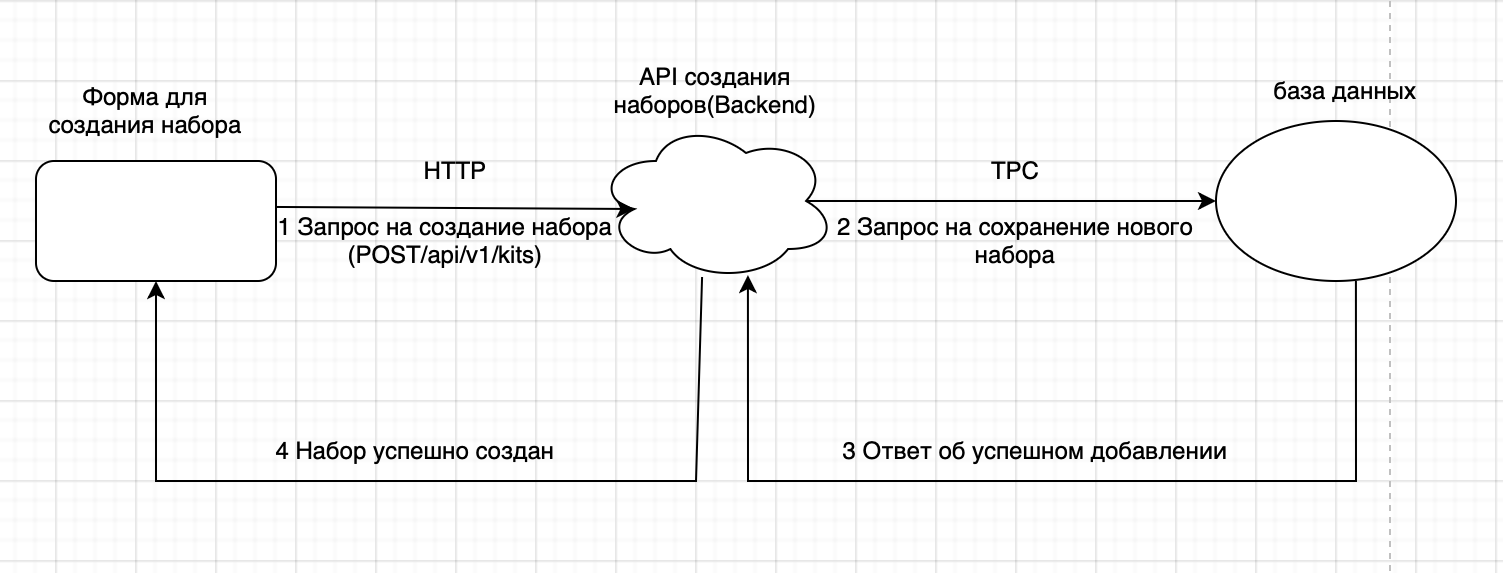 Форма для
создания набора
API создания
наборов(Backend)
база данных
HTTP
TPC
1 Запрос на создание набора
(POST/api/v1/kits)
2 Запрос на сохранение нового
набора
4 Набор успешно создан
3 Ответ об успешном добавлении